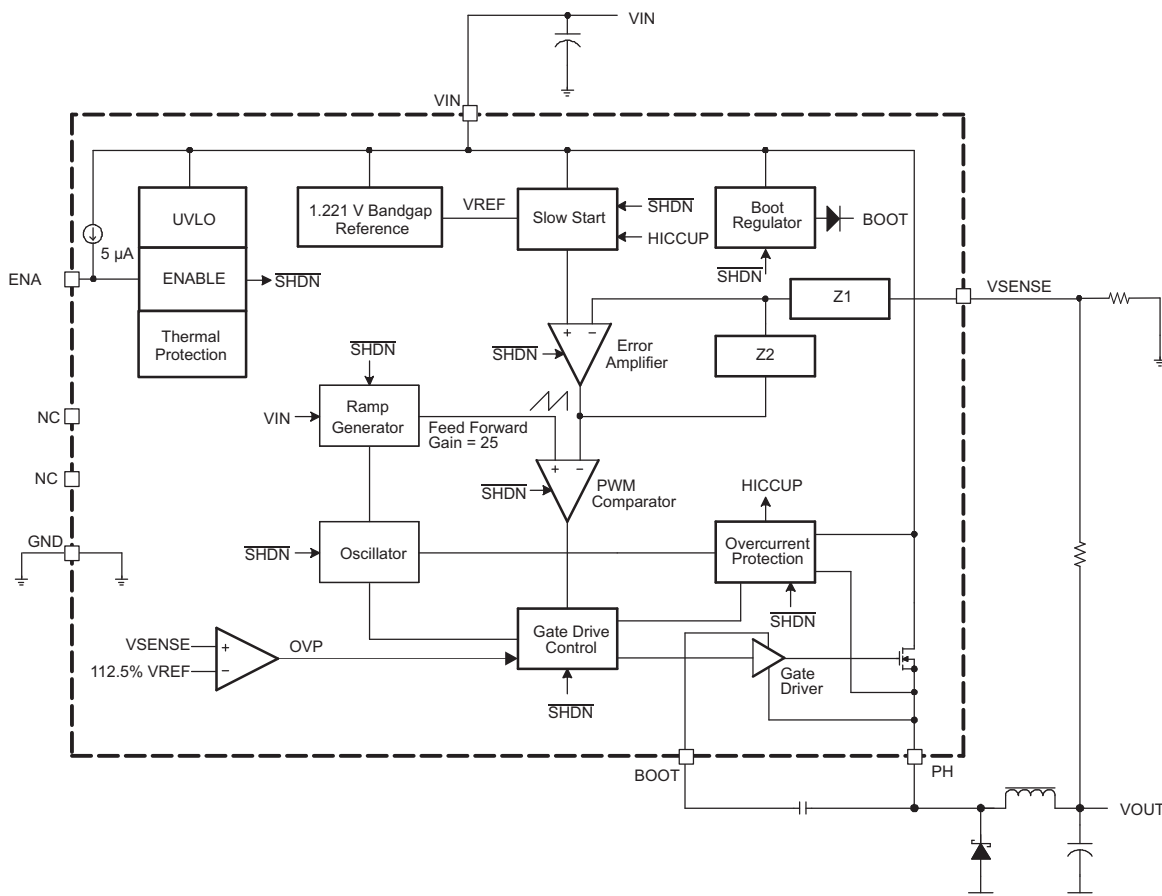 VIN
VIN
UVLO
1.221 V Bandgap
Reference
VREF
Slow Start
SHDN
HICCUP
Boot
Regulator
BOOT
SHDN
5 µA
ENA
ENABLE
SHDN
Thermal
Protection
Z1
VSENSE
Z2
+ −
SHDN
Error
Amplifier
SHDN
VIN
Ramp
Generator
Feed Forward
Gain = 25
NC
NC
+ −
SHDN
PWM
Comparator
HICCUP
GND
SHDN
Oscillator
Overcurrent
Protection
SHDN
VSENSE
+
112.5% VREF
−
OVP
Gate Drive
Control
SHDN
Gate
Driver
BOOT
PH
VOUT